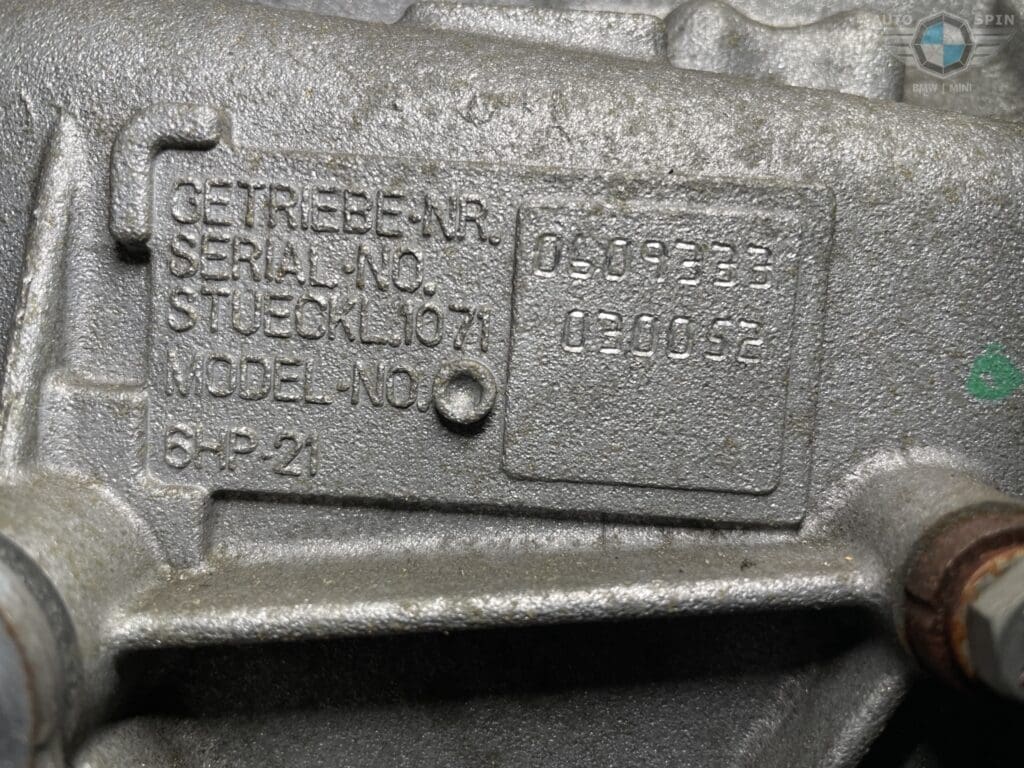 AUTO SPIN
BMW | MINI
GETRIEBE-NR.
SERIAL-NO.
STUECKL.1071
MODEL-NO.
6HP-21
0609333
030052